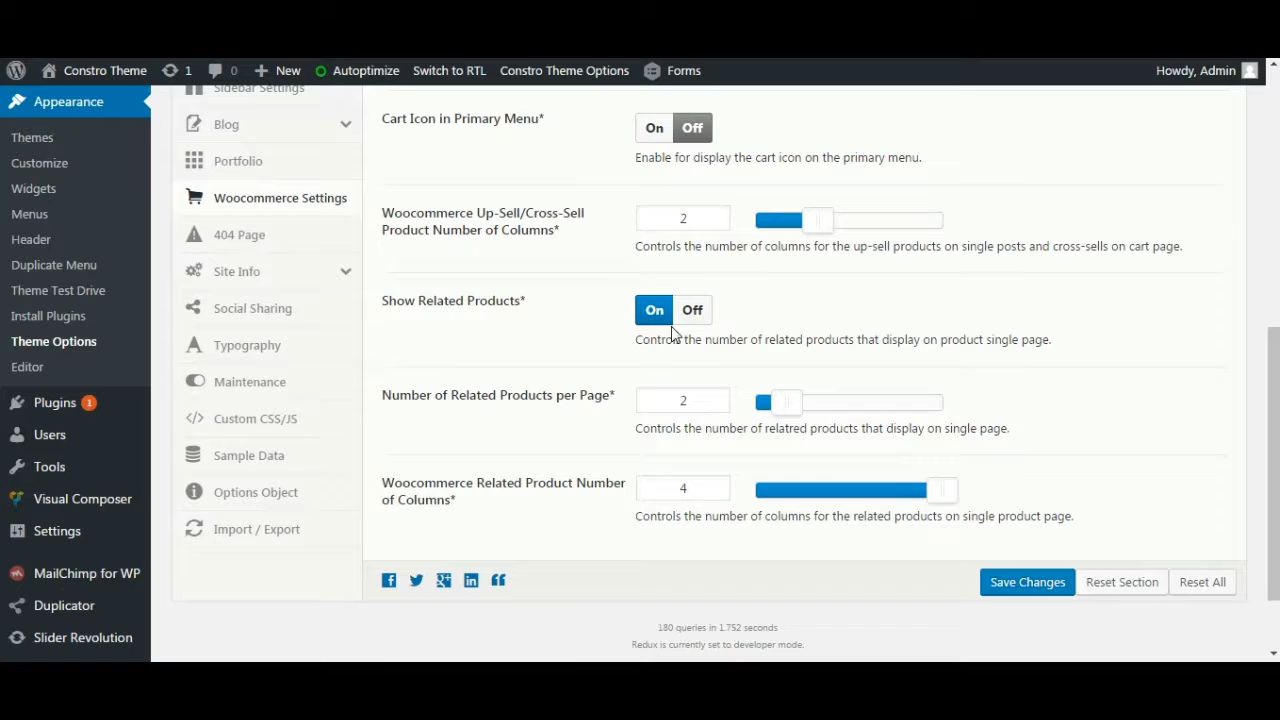 Constro Theme 1 0 New Autoptimize Switch to RTL Constro Theme Options Forms Howdy, Admin
Appearance
Themes
Customize
Widgets
Menus
Header
Duplicate Menu
Theme Test Drive
Install Plugins
Theme Options
Editor
Plugins 1
Users
Tools
Visual Composer
Settings
MailChimp for WP
Duplicator
Slider Revolution
Sidebar Settings
Blog
Portfolio
Woocommerce Settings
404 Page
Site Info
Social Sharing
Typography
Maintenance
Custom CSS/JS
Sample Data
Options Object
Import / Export
Cart Icon in Primary Menu*
On Off
Enable for display the cart icon on the primary menu.
Woocommerce Up-Sell/Cross-Sell
Product Number of Columns*
2
Controls the number of columns for the up-sell products on single posts and cross-sells on cart page.
Show Related Products*
On Off
Controls the number of related products that display on product single page.
Number of Related Products per Page*
2
Controls the number of relatred products that display on single page.
Woocommerce Related Product Number
of Columns*
4
Controls the number of columns for the related products on single product page.
Save Changes Reset Section Reset All
180 queries in 1.752 seconds
Redux is currently set to developer mode.